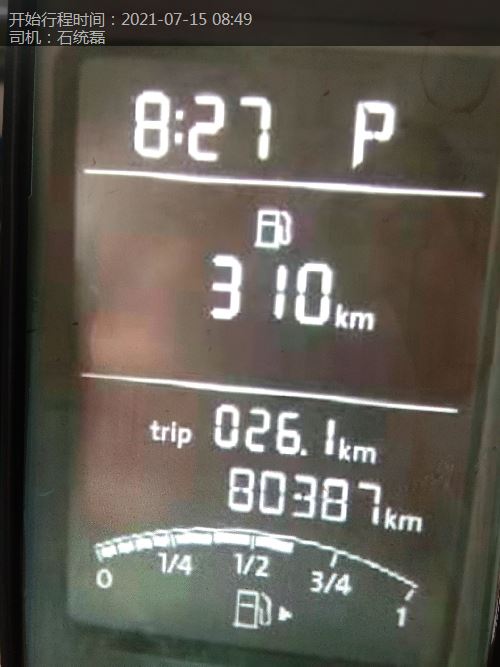 开始行程时间：2021-07-15 08:49
司机：石统磊
8:27 P
310km
trip 026.1km
80387km
0 1/4 1/2 3/4 1